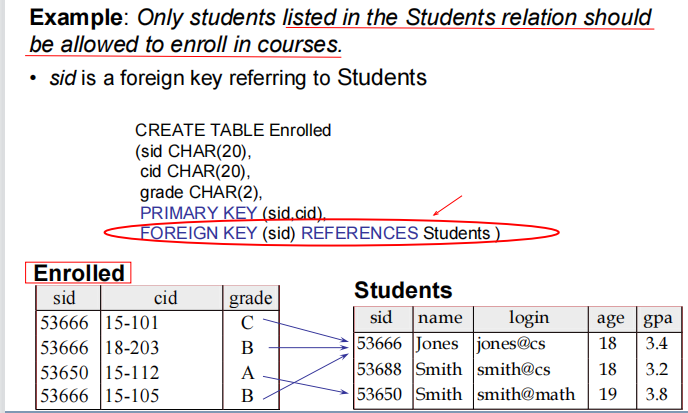 Example: Only students listed in the Students relation should
be allowed to enroll in courses.
• sid is a foreign key referring to Students
CREATE TABLE Enrolled
(sid CHAR(20),
cid CHAR(20),
grade CHAR(2),
PRIMARY KEY (sid,cid),
FOREIGN KEY (sid) REFERENCES Students )
Enrolled
sid cid grade
53666 15-101 C
53666 18-203 B
53650 15-112 A
53666 15-105 B
Students
sid name login age gpa
53666 Jones jones@cs 18 3.4
53688 Smith smith@cs 18 3.2
53650 Smith smith@math 19 3.8